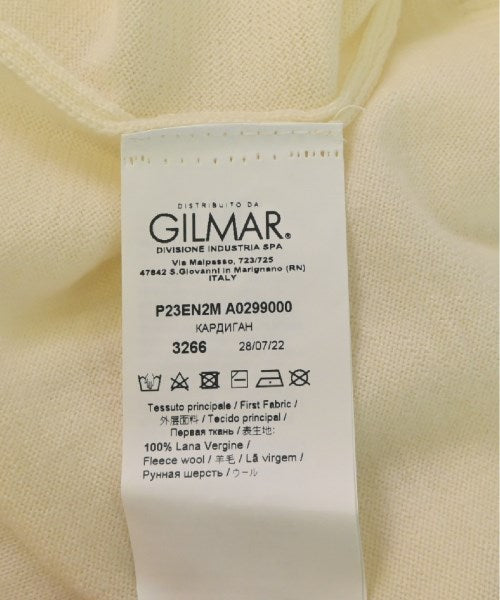 DISTRIBUITO DA
GILMAR®
DIVISIONE INDUSTRIA SPA
Via Malpasso, 723/725
47842 S.Giovanni in Marignano (RN)
ITALY
P23EN2M A0299000
КАРДИГАН
3266 28/07/22
Tessuto principale / First Fabric /
外层面料 / Tecido principal /
Первая ткань / 表生地:
100% Lana Vergine /
Fleece wool / 羊毛 / Lã virgem /
Рунная шерсть / ウール